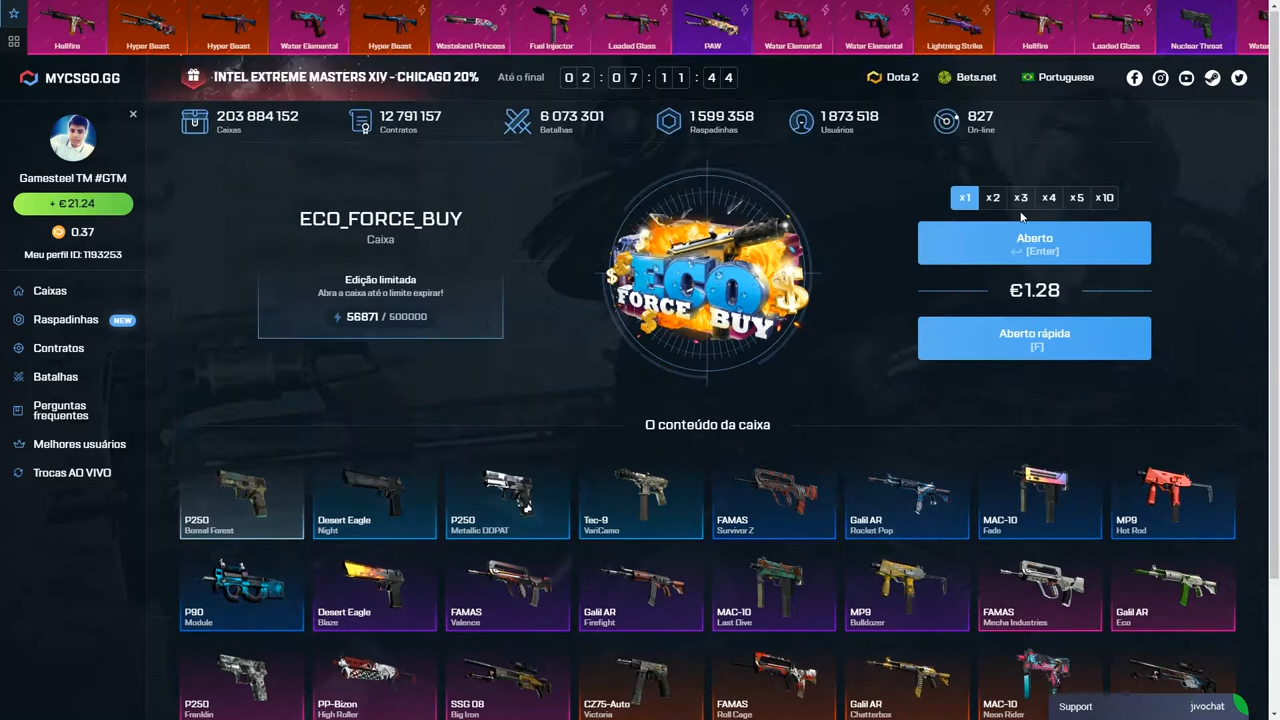 Hellfire
Hyper Beast
Hyper Beast
Water Elemental
Hyper Beast
Wasteland Princess
Fuel Injector
Loaded Glass
PAW
Water Elemental
Water Elemental
Lightning Strike
Hellfire
Loaded Glass
Nuclear Threat
MYCSGO.GG
INTEL EXTREME MASTERS XIV - CHICAGO 20%
Até o final
0 2 : 0 7 : 1 1 : 4 4
Dota 2
Bets.net
Portuguese
203 884 152
Caixas
12 791 157
Contratos
6 073 301
Batalhas
1 599 358
Raspadinhas
1 873 518
Usuários
827
On-line
Gamesteel TM #GTM
+ €21.24
0.37
Meu perfil ID: 1193253
Caixas
Raspadinhas NEW
Contratos
Batalhas
Perguntas
frequentes
Melhores usuários
Trocas AO VIVO
ECO_FORCE_BUY
Caixa
Edição limitada
Abra a caixa até o limite expirar!
56871 / 500000
ECO
FORCE BUY
x1 x2 x3 x4 x5 x10
Aberto
[Enter]
€1.28
Aberto rápida
[F]
O conteúdo da caixa
P250
Boreal Forest
Desert Eagle
Night
P250
Metallic DDPAT
Tec-9
VariCamo
FAMAS
Survivor Z
Galil AR
Rocket Pop
MAC-10
Fade
MP9
Hot Rod
P90
Module
Desert Eagle
Blaze
FAMAS
Valence
Galil AR
Firefight
MAC-10
Last Dive
MP9
Bulldozer
FAMAS
Mecha Industries
Galil AR
Eco
P250
Franklin
PP-Bizon
High Roller
SSG 08
Big Iron
CZ75-Auto
Victoria
FAMAS
Roll Cage
Galil AR
Chatterbox
MAC-10
Neon Rider
Support
jivochat